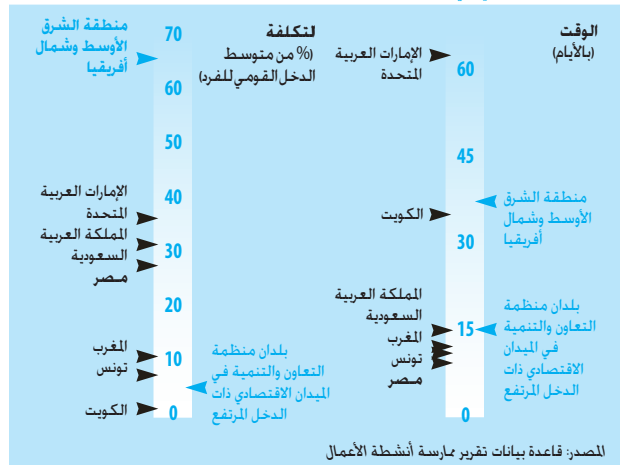 الوقت
(بالأيام)
60
45
30
15
0
الإمارات العربية
المتحدة
الكويت
المملكة العربية
السعودية
المغرب
تونس
مصر
منطقة الشرق
الأوسط وشمال
أفريقيا
بلدان منظمة
التعاون والتنمية
في الميدان
الاقتصادي ذات
الدخل المرتفع
لتكلفة
(% من متوسط
الدخل القومي للفرد)
70
60
50
40
30
20
10
0
منطقة الشرق
الأوسط وشمال
أفريقيا
الإمارات العربية
المتحدة
المملكة العربية
السعودية
مصر
المغرب
تونس
الكويت
بلدان منظمة
التعاون والتنمية في
الميدان الاقتصادي ذات
الدخل المرتفع
المصدر: قاعدة بيانات تقرير ممارسة أنشطة الأعمال